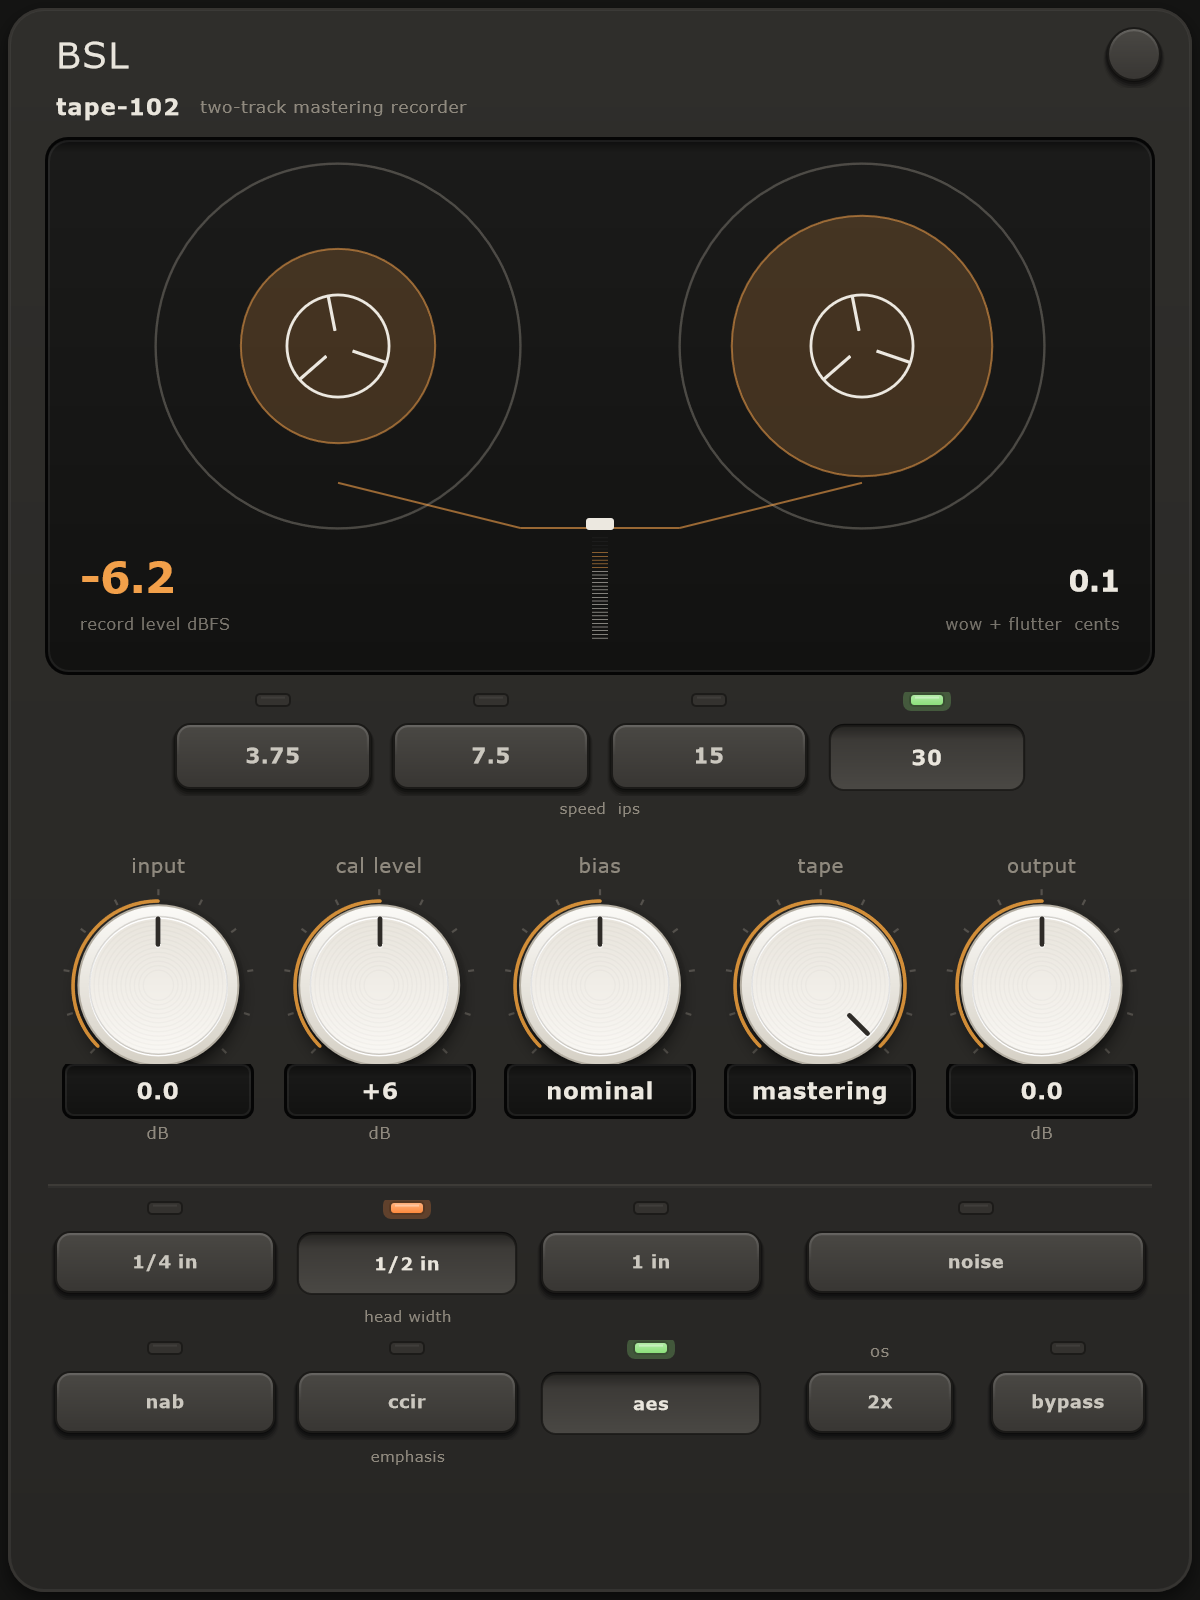 BSL
tape-102 two-track mastering recorder
-6.2
record level dBFS
0.1
wow + flutter cents
3.75 7.5 15 30
speed ips
input cal level bias tape output
0.0 +6 nominal mastering 0.0
dB dB dB
1/4 in 1/2 in 1 in noise
head width
os
nab ccir aes 2x bypass
emphasis